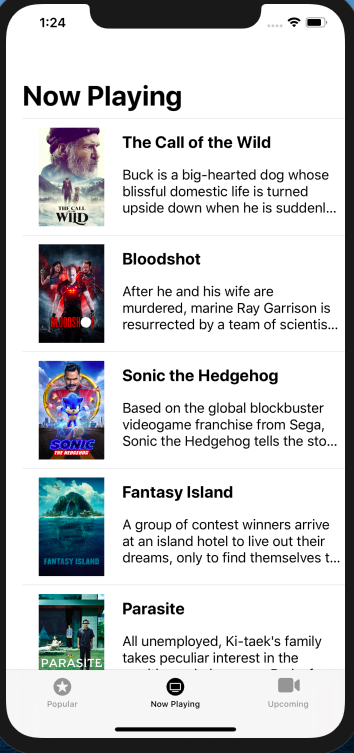 1:24
Now Playing
THE CALL
OF THE
WILD
The Call of the Wild
Buck is a big-hearted dog whose
blissful domestic life is turned
upside down when he is suddenl...
BLOODSHOT
Bloodshot
After he and his wife are
murdered, marine Ray Garrison is
resurrected by a team of scientis...
SONIC
THE HEDGEHOG
Sonic the Hedgehog
Based on the global blockbuster
videogame franchise from Sega,
Sonic the Hedgehog tells the sto...
FANTASY ISLAND
Fantasy Island
A group of contest winners arrive
at an island hotel to live out their
dreams, only to find themselves t...
PARASITE
Parasite
All unemployed, Ki-taek's family
takes peculiar interest in the
Popular
Now Playing
Upcoming